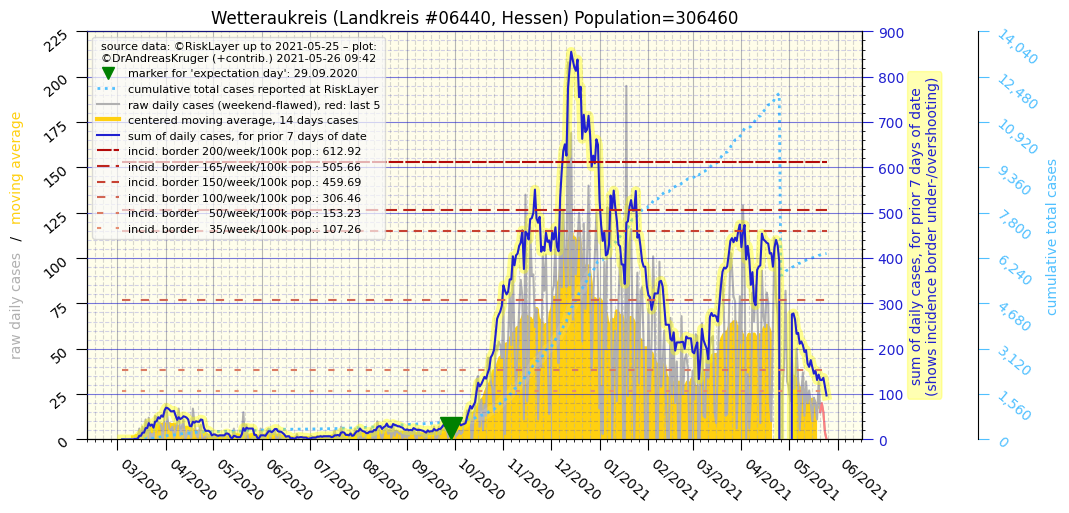 Wetteraukreis (Landkreis #06440, Hessen) Population=306460
source data: ©RiskLayer up to 2021-05-25 – plot:
©DrAndreasKruger (+contrib.) 2021-05-26 09:42
marker for 'expectation day': 29.09.2020
cumulative total cases reported at RiskLayer
raw daily cases (weekend-flawed), red: last 5
centered moving average, 14 days cases
sum of daily cases, for prior 7 days of date
incid. border 200/week/100k pop.: 612.92
incid. border 165/week/100k pop.: 505.66
incid. border 150/week/100k pop.: 459.69
incid. border 100/week/100k pop.: 306.46
incid. border   50/week/100k pop.: 153.23
incid. border   35/week/100k pop.: 107.26
raw daily cases  /  moving average
225
200
175
150
125
100
75
50
25
0
03/2020
04/2020
05/2020
06/2020
07/2020
08/2020
09/2020
10/2020
11/2020
12/2020
01/2021
02/2021
03/2021
04/2021
05/2021
06/2021
900
800
700
600
500
400
300
200
100
0
sum of daily cases, for prior 7 days of date
(shows incidence border under-/overshooting)
14,040
12,480
10,920
9,360
7,800
6,240
4,680
3,120
1,560
0
cumulative total cases